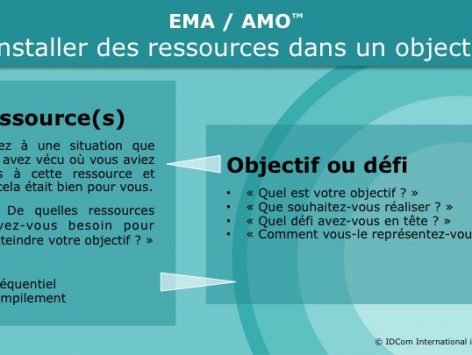 EMA / AMO™
nstaller des ressources dans un object
ssource(s)
ez à une situation que
avez vécu où vous aviez
s à cette ressource et
cela était bien pour vous.
De quelles ressources
vez-vous besoin pour
teindre votre objectif ? »
équentiel
mpilement
Objectif ou défi
• « Quel est votre objectif ? »
• « Que souhaitez-vous réaliser ? »
• « Quel défi avez-vous en tête ? »
• « Comment vous-le représentez-vou
© IDCom International i